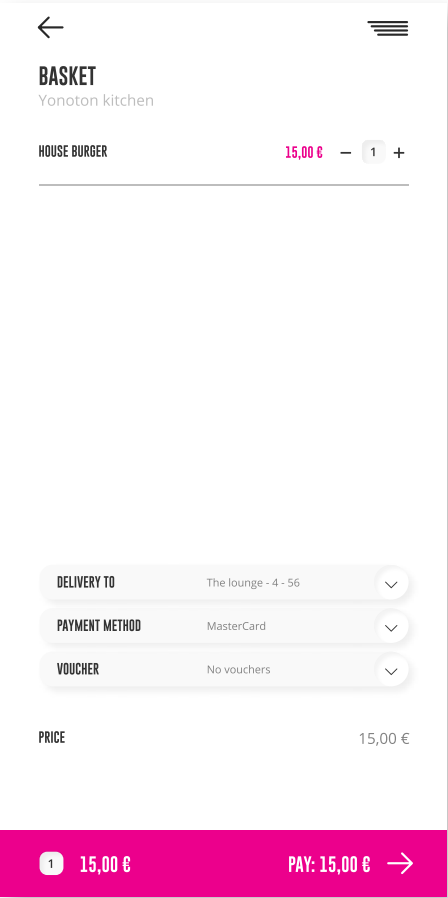 BASKET
Yonoton kitchen
HOUSE BURGER 15,00 € − 1 +
DELIVERY TO The lounge - 4 - 56
PAYMENT METHOD MasterCard
VOUCHER No vouchers
PRICE 15,00 €
1 15,00 € PAY: 15,00 €